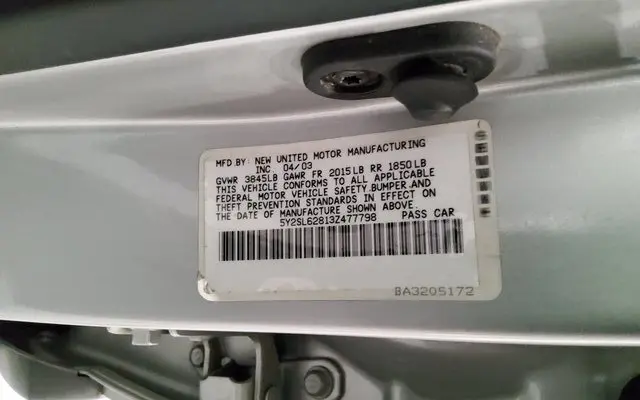 MFD BY: NEW UNITED MOTOR MANUFACTURING
INC. 04/03
GVWR 3845LB GAWR FR 2015LB RR 1850LB
THIS VEHICLE CONFORMS TO ALL APPLICABLE
FEDERAL MOTOR VEHICLE SAFETY.BUMPER.AND
THEFT PREVENTION STANDARDS IN EFFECT ON
THE DATE OF MANUFACTURE SHOWN ABOVE.
5Y2SL62813Z477798 PASS CAR
BA3205172